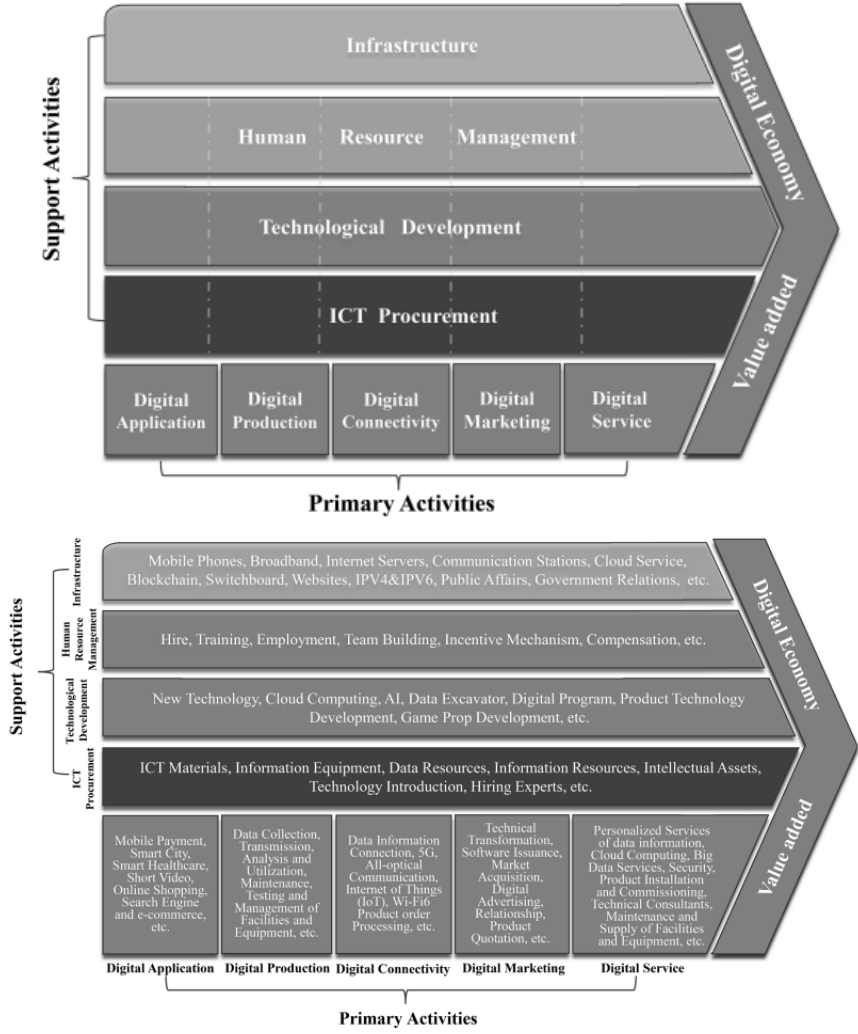 Support Activities
Infrastructure
Human Resource Management
Technological Development
ICT Procurement
Digital
Application
Digital
Production
Digital
Connectivity
Digital
Marketing
Digital
Service
Digital Economy
Value added
Primary Activities
Support Activities
Infrastructure
Mobile Phones, Broadband, Internet Servers, Communication Stations, Cloud Service,
Blockchain, Switchboard, Websites, IPV4&IPV6, Public Affairs, Government Relations, etc.
Human
Resource
Management
Hire, Training, Employment, Team Building, Incentive Mechanism, Compensation, etc.
Technological
Development
New Technology, Cloud Computing, AI, Data Excavator, Digital Program, Product Technology
Development, Game Prop Development, etc.
ICT
Procurement
ICT Materials, Information Equipment, Data Resources, Information Resources, Intellectual Assets,
Technology Introduction, Hiring Experts, etc.
Mobile Payment,
Smart City,
Smart Healthcare,
Short Video,
Online Shopping,
Search Engine
and e-commerce,
etc.
Data Collection,
Transmission,
Analysis and
Utilization,
Maintenance,
Testing and
Management of
Facilities and
Equipment, etc.
Data Information
Connection, 5G,
All-optical
Communication,
Internet of Things
(IoT), Wi-Fi6
Product order
Processing, etc.
Technical
Transformation,
Software Issuance,
Market
Acquisition,
Digital
Advertising,
Relationship,
Product
Quotation, etc.
Personalized Services
of data information,
Cloud Computing, Big
Data Services, Security,
Product Installation
and Commissioning,
Technical Consultants,
Maintenance and
Supply of Facilities
and Equipment, etc.
Digital Economy
Value added
Digital Application
Digital Production
Digital Connectivity
Digital Marketing
Digital Service
Primary Activities